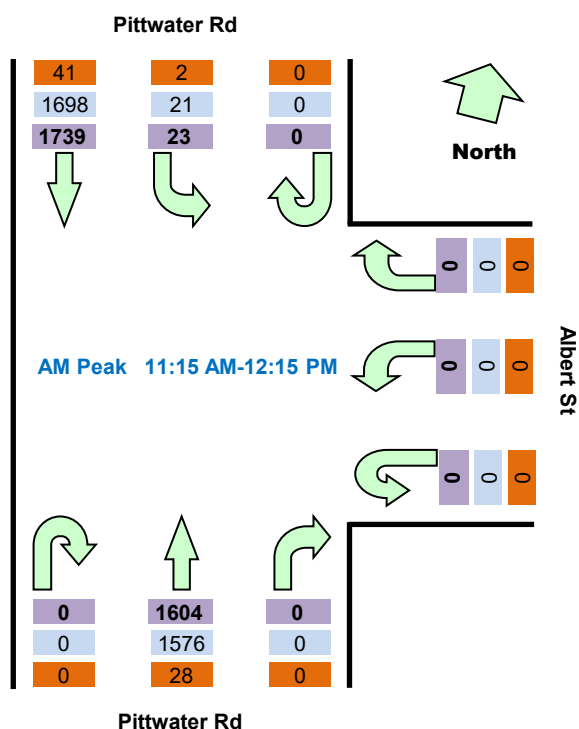 Pittwater Rd
41 2 0
1698 21 0
1739 23 0
North
0 0 0
Albert St
AM Peak 11:15 AM-12:15 PM
0 0 0
0 0 0
0 1604 0
0 1576 0
0 28 0
Pittwater Rd